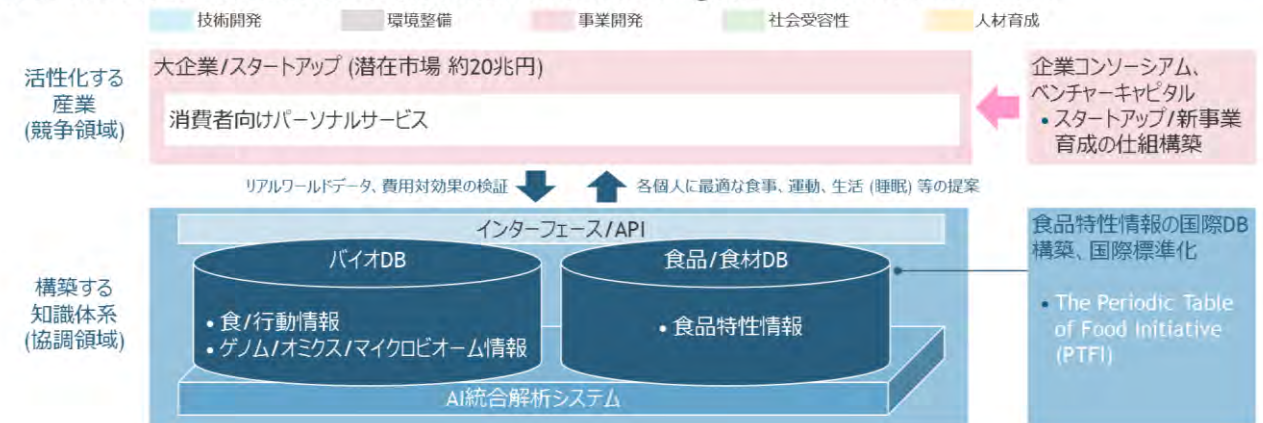 技術開発
環境整備
事業開発
社会受容性
人材育成
活性化する
産業
(競争領域)
大企業/スタートアップ (潜在市場 約20兆円)
消費者向けパーソナルサービス
企業コンソーシアム、
ベンチャーキャピタル
• スタートアップ/新事業
育成の仕組構築
リアルワールドデータ、費用対効果の検証
各個人に最適な食事、運動、生活 (睡眠) 等の提案
構築する
知識体系
(協調領域)
インターフェース/API
バイオDB
• 食/行動情報
• ゲノム/オミクス/マイクロビオーム情報
食品/食材DB
• 食品特性情報
AI統合解析システム
食品特性情報の国際DB
構築、国際標準化
• The Periodic Table
of Food Initiative
(PTFI)